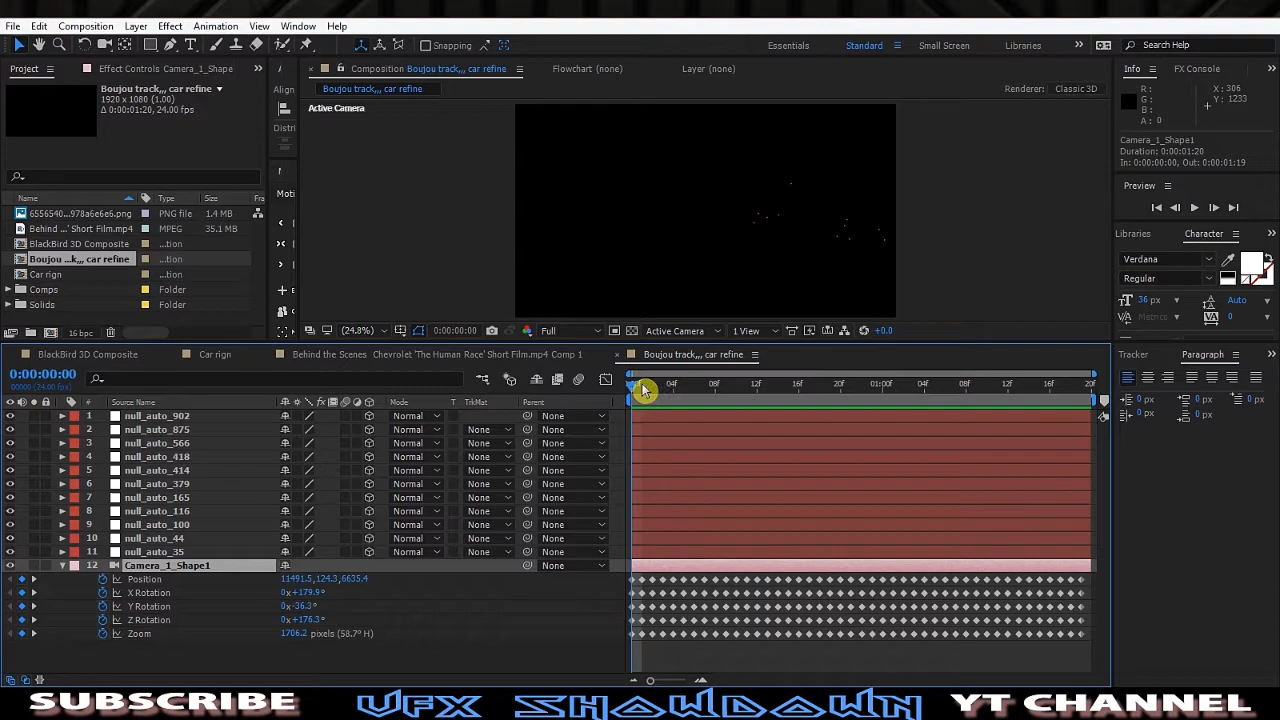 File Edit Composition Layer Effect Animation View Window Help
Snapping Essentials Standard Small Screen Libraries Search Help
Project Effect Controls Camera_1_Shape
Composition Boujou track,,, car refine Flowchart (none) Layer (none)
Info FX Console
Boujou track,,, car refine
1920 x 1080 (1.00)
Δ 0:00:01:20, 24.00 fps
Align
Distri
Moti
Boujou track,,, car refine
Renderer: Classic 3D
Active Camera
R: X: 306
G: Y: 1233
B:
A: 0
Camera_1_Shape1
Duration: 0:00:01:20
In: 0:00:00:00, Out: 0:00:01:19
Preview
Name Type Size Fra
6556540...978a6e6e6.png PNG file 1.4 MB
Behind ...' Short Film.mp4 MPEG 35.1 MB
BlackBird 3D Composite ...tion
Boujou ...k,,, car refine ...tion
Car rign ...tion
Comps Folder
Solids Folder
16 bpc
Libraries Character
Verdana
Regular
36 px Auto
Metrics 0
(24.8%) 0:00:00:00 Full Active Camera 1 View +0.0
BlackBird 3D Composite Car rign Behind the Scenes Chevrolet 'The Human Race' Short Film.mp4 Comp 1 Boujou track,,, car refine
Tracker Paragraph
0 px 0 px 0 px
0 px 0 px
0:00:00:00
00000 (24.00 fps)
04f 08f 12f 16f 20f 01:00f 04f 08f 12f 16f 20f
# Source Name Mode T TrkMat Parent
1 null_auto_902 Normal None
2 null_auto_875 Normal None None
3 null_auto_566 Normal None None
4 null_auto_418 Normal None None
5 null_auto_414 Normal None None
6 null_auto_379 Normal None None
7 null_auto_165 Normal None None
8 null_auto_116 Normal None None
9 null_auto_100 Normal None None
10 null_auto_44 Normal None None
11 null_auto_35 Normal None None
12 Camera_1_Shape1 None
Position 11491.5,124.3,6635.4
X Rotation 0x+179.9°
Y Rotation 0x-36.3°
Z Rotation 0x+176.3°
Zoom 1706.2 pixels (58.7° H)
SUBSCRIBE VFX SHOWDOWN YT CHANNEL